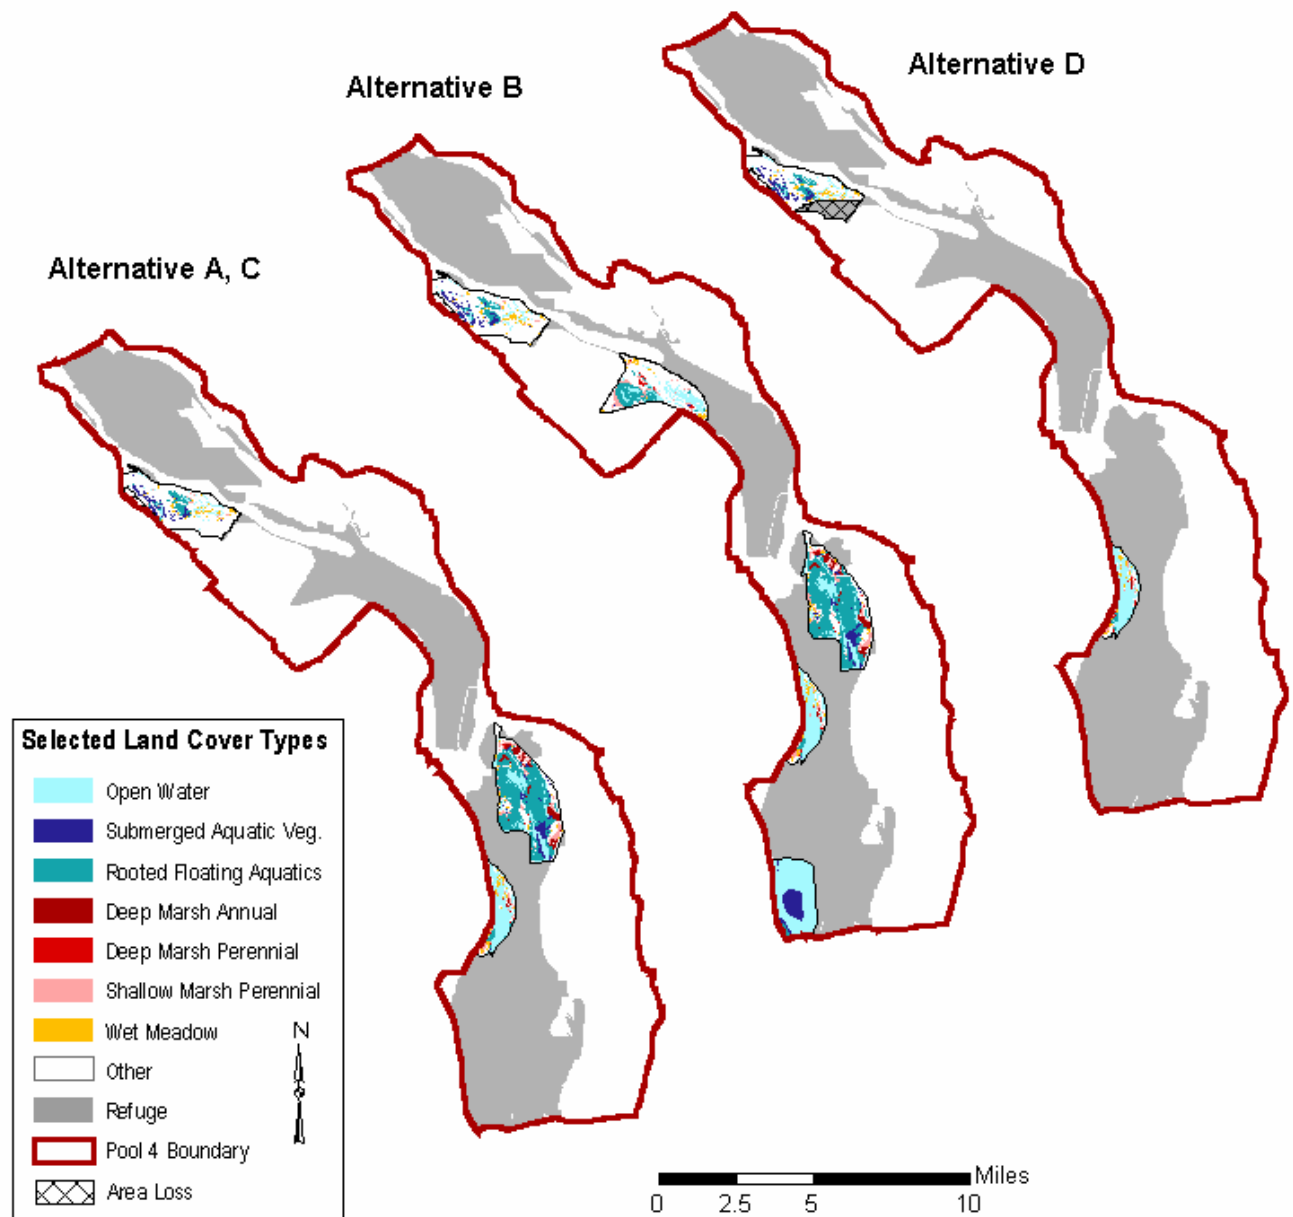 Alternative D
Alternative B
Alternative A, C
Selected Land Cover Types
Open Water
Submerged Aquatic Veg.
Rooted Floating Aquatics
Deep Marsh Annual
Deep Marsh Perennial
Shallow Marsh Perennial
Wet Meadow
N
Other
Refuge
Pool 4 Boundary
Area Loss
Miles
0 2.5 5 10